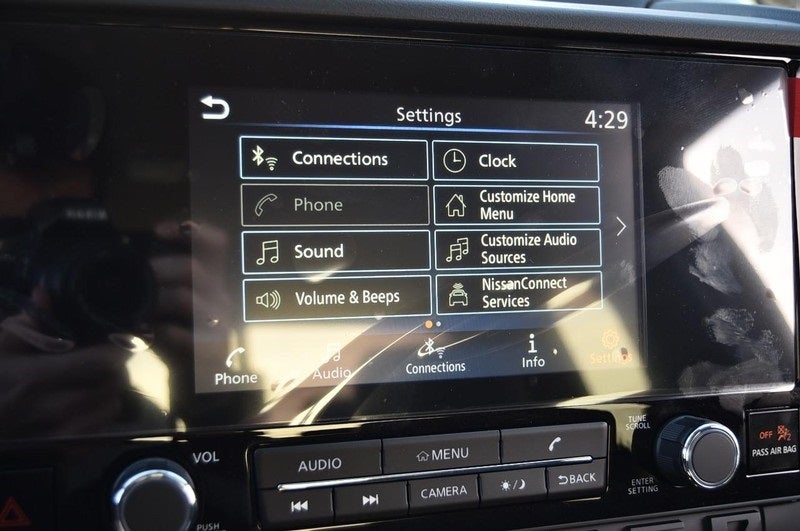 Settings
4:29
Connections
Clock
Phone
Customize Home
Menu
Sound
Customize Audio
Sources
Volume & Beeps
NissanConnect
Services
Phone
Audio
Connections
Info
Settings
VOL
PUSH
AUDIO
MENU
CAMERA
BACK
TUNE
SCROLL
ENTER
SETTING
OFF
2
PASS AIR BAG